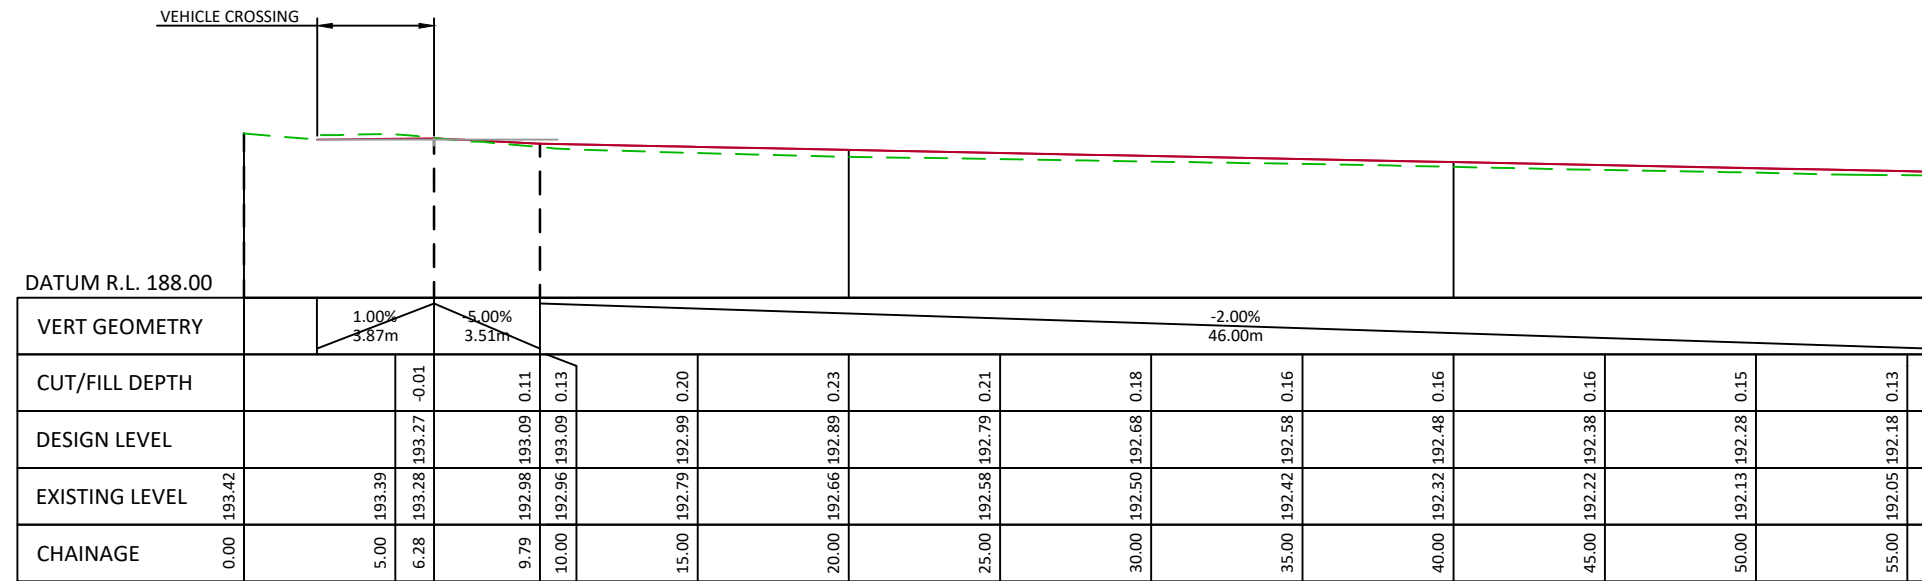 VEHICLE CROSSING
DATUM R.L. 188.00
VERT GEOMETRY
1.00%
3.87m
-5.00%
3.51m
-2.00%
46.00m
CUT/FILL DEPTH -0.01 0.11 0.13 0.20 0.23 0.21 0.18 0.16 0.16 0.16 0.15 0.13
DESIGN LEVEL 193.27 193.09 193.09 192.99 192.89 192.79 192.68 192.58 192.48 192.38 192.28 192.18
EXISTING LEVEL 193.42 193.39 193.28 192.98 192.96 192.79 192.66 192.58 192.50 192.42 192.32 192.22 192.13 192.05
CHAINAGE 0.00 5.00 6.28 9.79 10.00 15.00 20.00 25.00 30.00 35.00 40.00 45.00 50.00 55.00